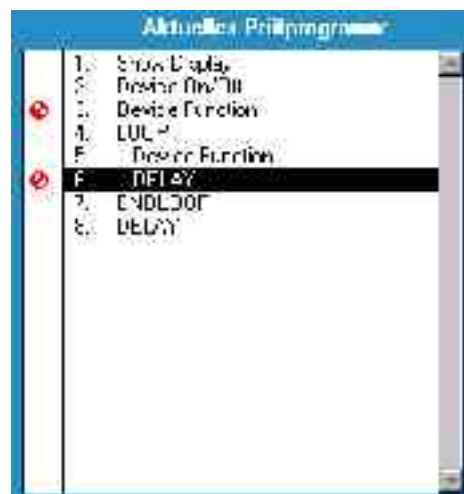 Aktuelles Prüfprogramm
1. Show Display
2. Device On/Off
3. Device Function
4. LOOP
5. Device Function
6. DELAY
7. ENDLOOP
8. DELAY